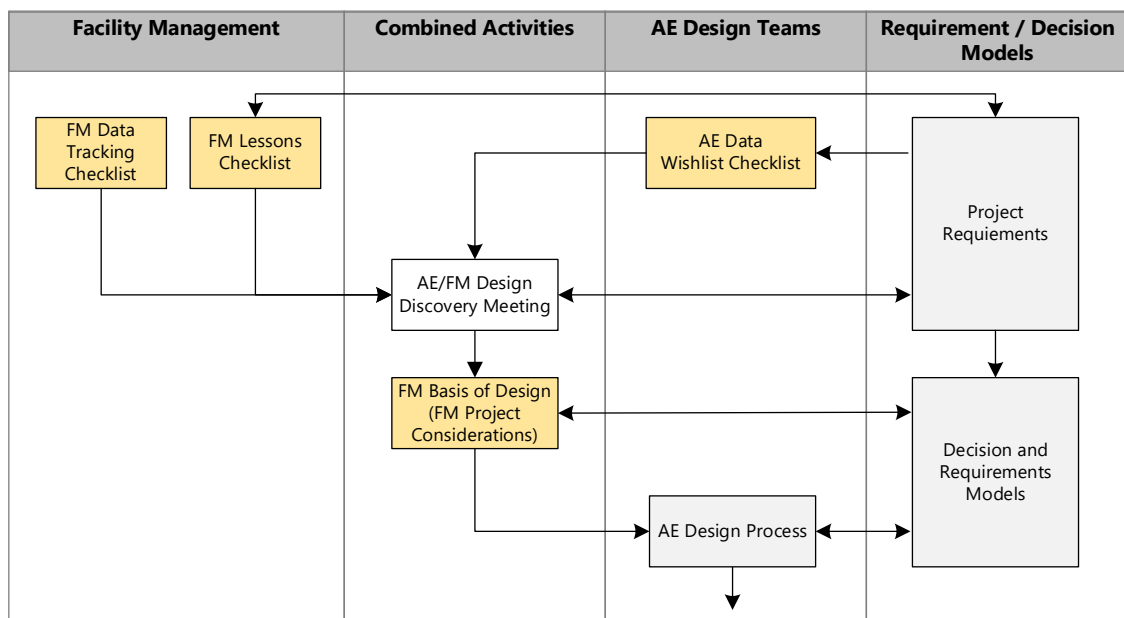 Facility Management
Combined Activities
AE Design Teams
Requirement / Decision
Models
FM Data
Tracking
Checklist
FM Lessons
Checklist
AE Data
Wishlist Checklist
Project
Requiements
AE/FM Design
Discovery Meeting
FM Basis of Design
(FM Project
Considerations)
Decision and
Requirements
Models
AE Design Process